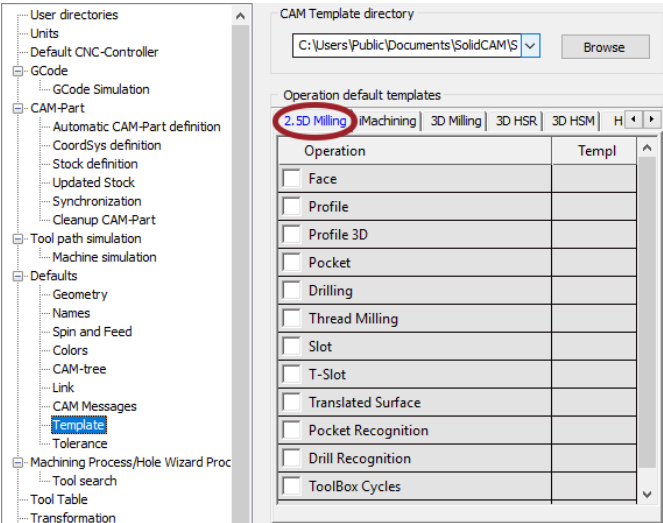 User directories
Units
Default CNC-Controller
GCode
GCode Simulation
CAM-Part
Automatic CAM-Part definition
CoordSys definition
Stock definition
Updated Stock
Synchronization
Cleanup CAM-Part
Tool path simulation
Machine simulation
Defaults
Geometry
Names
Spin and Feed
Colors
CAM-tree
Link
CAM Messages
Template
Tolerance
Machining Process/Hole Wizard Proc
Tool search
Tool Table
Transformation
CAM Template directory
C:\Users\Public\Documents\SolidCAM\S Browse
Operation default templates
2.5D Milling iMachining 3D Milling 3D HSR 3D HSM H
Operation Templ
Face
Profile
Profile 3D
Pocket
Drilling
Thread Milling
Slot
T-Slot
Translated Surface
Pocket Recognition
Drill Recognition
ToolBox Cycles